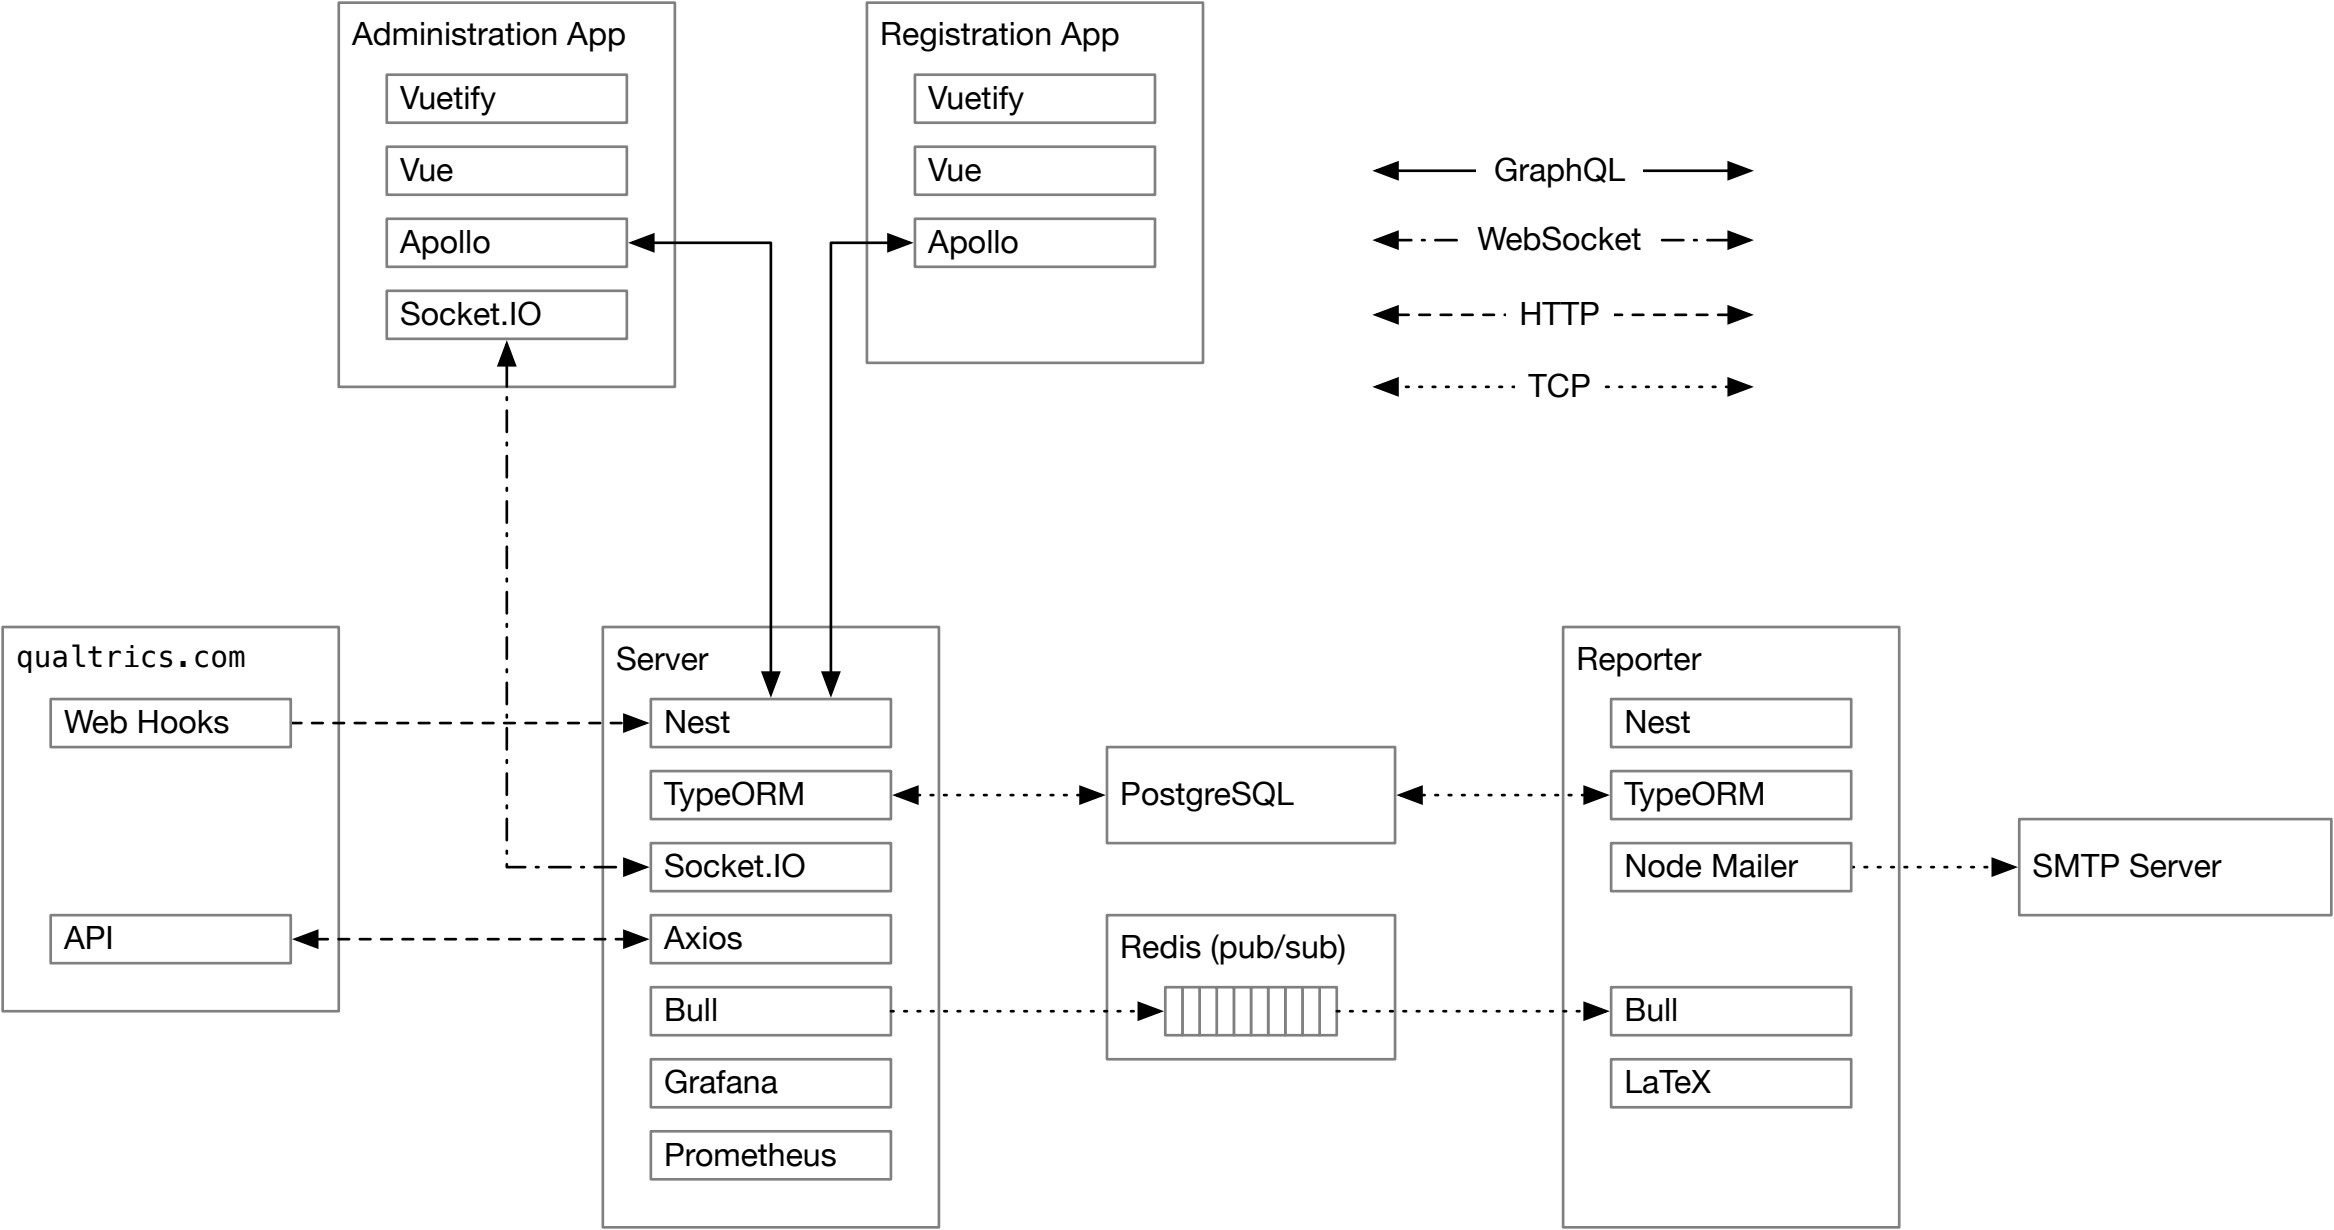 Administration App
Vuetify
Vue
Apollo
Socket.IO
Registration App
Vuetify
Vue
Apollo
GraphQL
WebSocket
HTTP
TCP
qualtrics.com
Web Hooks
API
Server
Nest
TypeORM
Socket.IO
Axios
Bull
Grafana
Prometheus
PostgreSQL
Redis (pub/sub)
Reporter
Nest
TypeORM
Node Mailer
Bull
LaTeX
SMTP Server